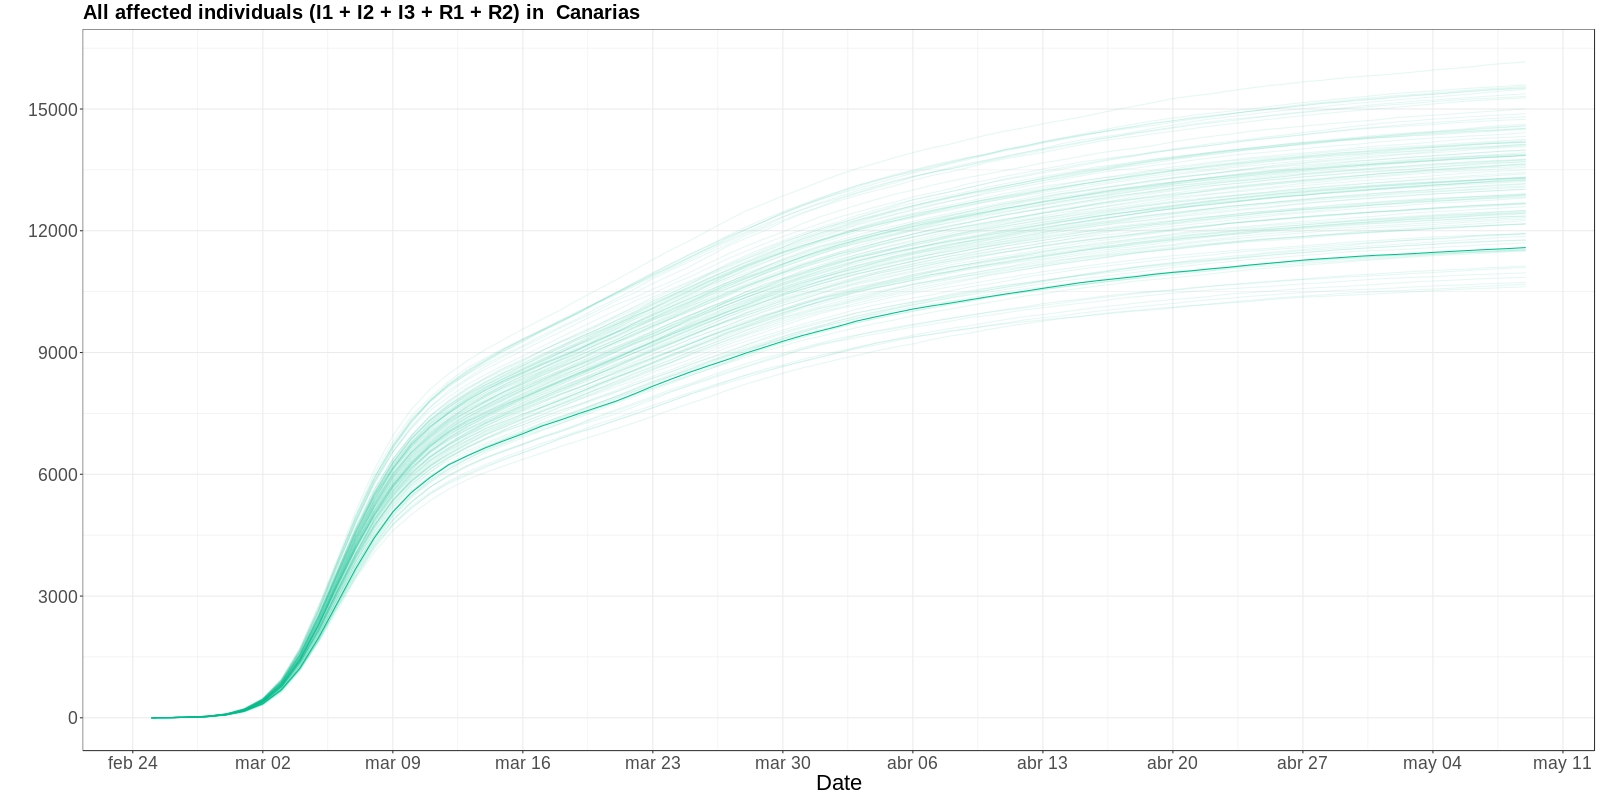 All affected individuals (I1 + I2 + I3 + R1 + R2) in  Canarias
15000
12000
9000
6000
3000
0
feb 24 mar 02 mar 09 mar 16 mar 23 mar 30 abr 06 abr 13 abr 20 abr 27 may 04 may 11
Date